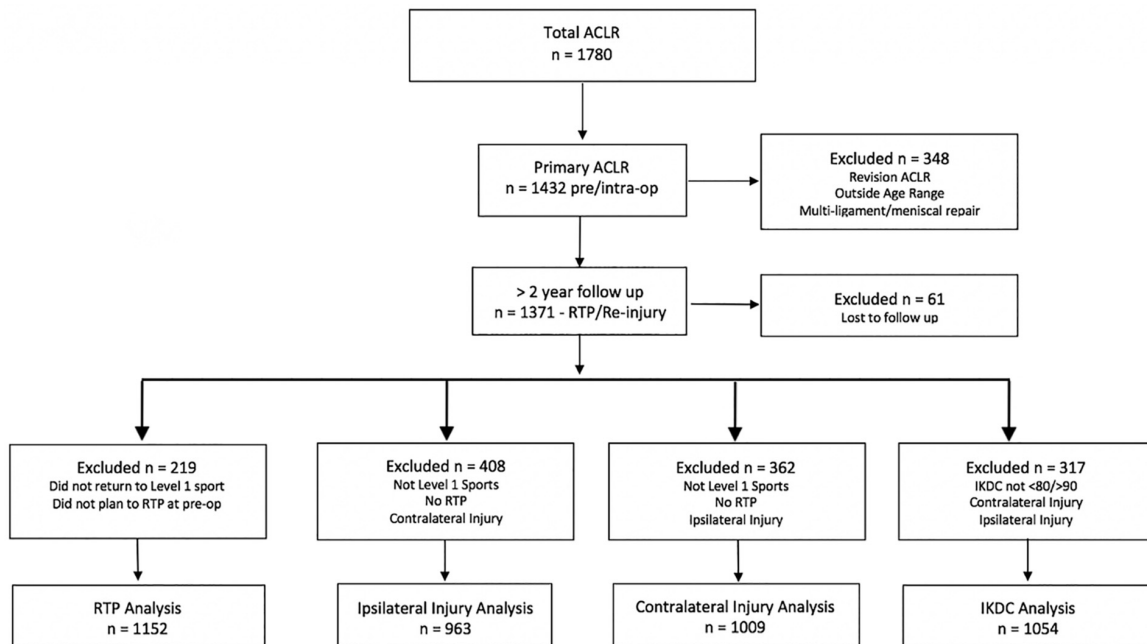 Total ACLR
n = 1780
Primary ACLR
n = 1432 pre/intra-op
Excluded n = 348
Revision ACLR
Outside Age Range
Multi-ligament/meniscal repair
> 2 year follow up
n = 1371 - RTP/Re-injury
Excluded n = 61
Lost to follow up
Excluded n = 219
Did not return to Level 1 sport
Did not plan to RTP at pre-op
Excluded n = 408
Not Level 1 Sports
No RTP
Contralateral Injury
Excluded n = 362
Not Level 1 Sports
No RTP
Ipsilateral Injury
Excluded n = 317
IKDC not <80/>90
Contralateral Injury
Ipsilateral Injury
RTP Analysis
n = 1152
Ipsilateral Injury Analysis
n = 963
Contralateral Injury Analysis
n = 1009
IKDC Analysis
n = 1054